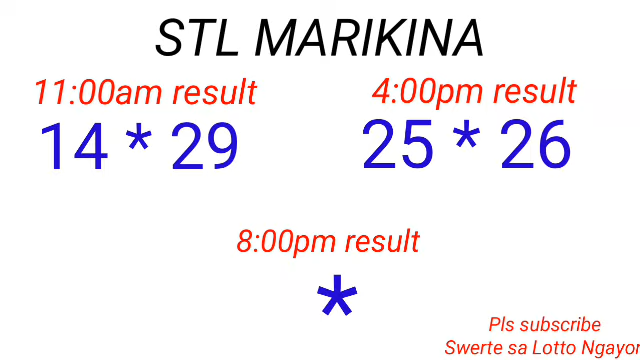 STL MARIKINA
11:00am result
14 * 29
4:00pm result
25 * 26
8:00pm result
*
Pls subscribe
Swerte sa Lotto Ngayon